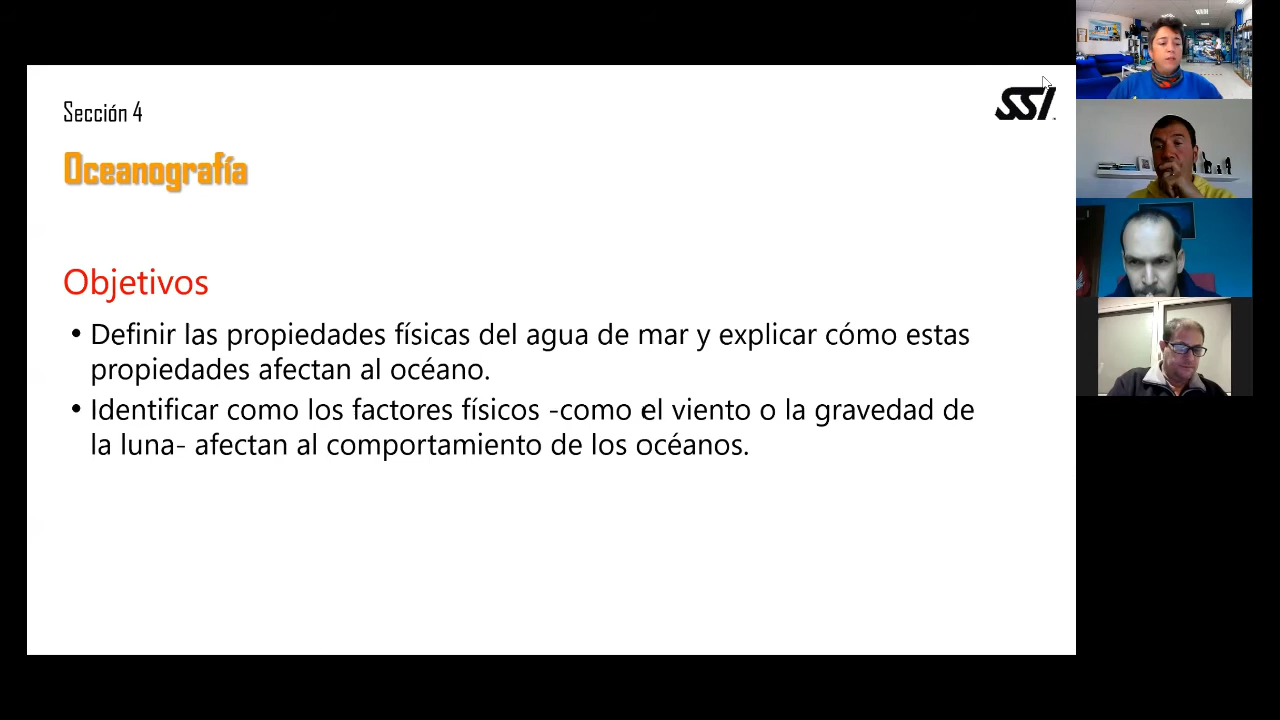 Sección 4
SSI
Oceanografía
Objetivos
• Definir las propiedades físicas del agua de mar y explicar cómo estas
propiedades afectan al océano.
• Identificar como los factores físicos -como el viento o la gravedad de
la luna- afectan al comportamiento de los océanos.